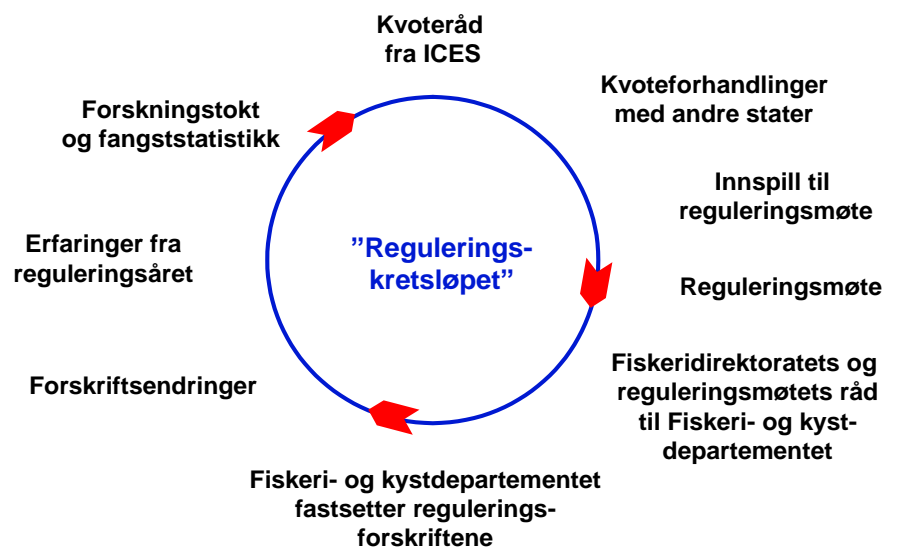 Kvoteråd
fra ICES
Kvoteforhandlinger
med andre stater
Innspill til
reguleringsmøte
Reguleringsmøte
Fiskeridirektoratets og
reguleringsmøtets råd
til Fiskeri- og kyst-
departementet
Fiskeri- og kystdepartementet
fastsetter regulerings-
forskriftene
Forskriftsendringer
Erfaringer fra
reguleringsåret
Forskningstokt
og fangststatistikk
”Regulerings-
kretsløpet”